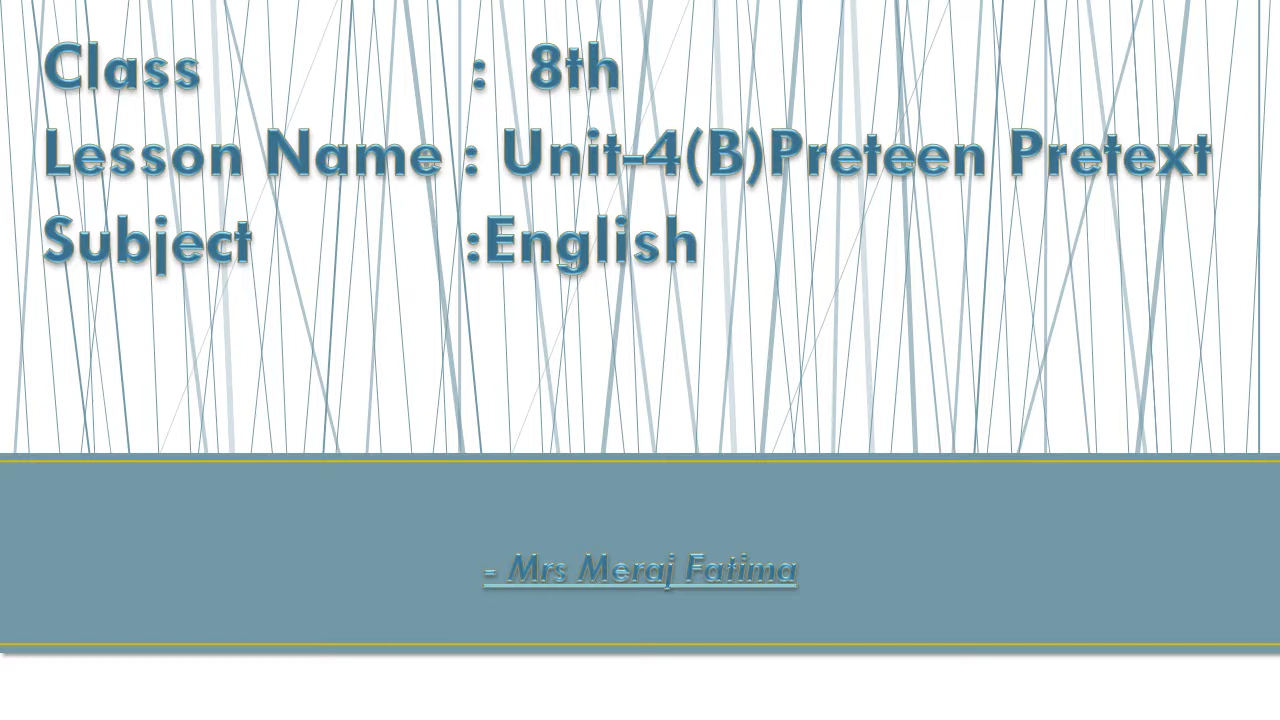 Class : 8th
Lesson Name : Unit-4(B)Preteen Pretext
Subject :English
- Mrs Meraj Fatima